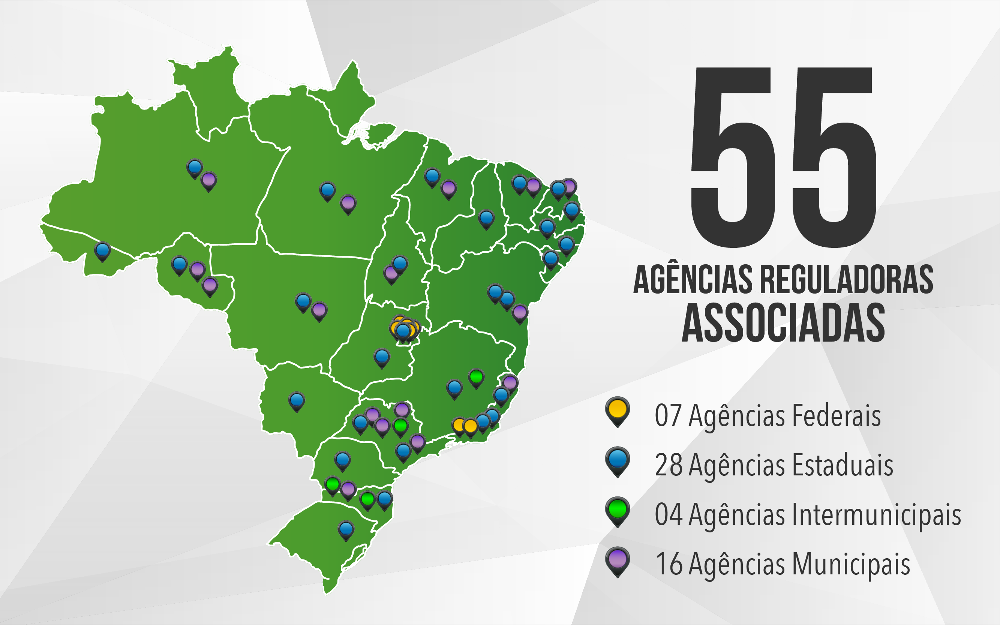 55
AGÊNCIAS REGULADORAS
ASSOCIADAS
07 Agências Federais
28 Agências Estaduais
04 Agências Intermunicipais
16 Agências Municipais